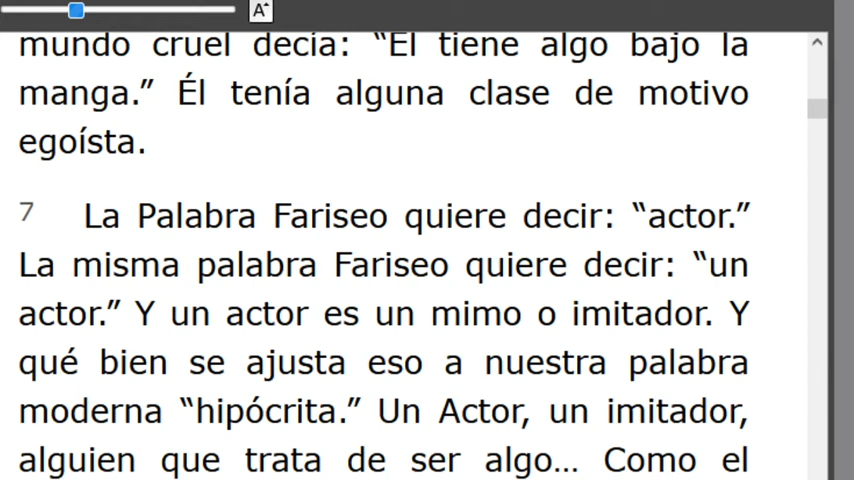 A
mundo cruel decía: “Él tiene algo bajo la
manga.” Él tenía alguna clase de motivo
egoísta.
7 La Palabra Fariseo quiere decir: “actor.”
La misma palabra Fariseo quiere decir: “un
actor.” Y un actor es un mimo o imitador. Y
qué bien se ajusta eso a nuestra palabra
moderna “hipócrita.” Un Actor, un imitador,
alguien que trata de ser algo... Como el